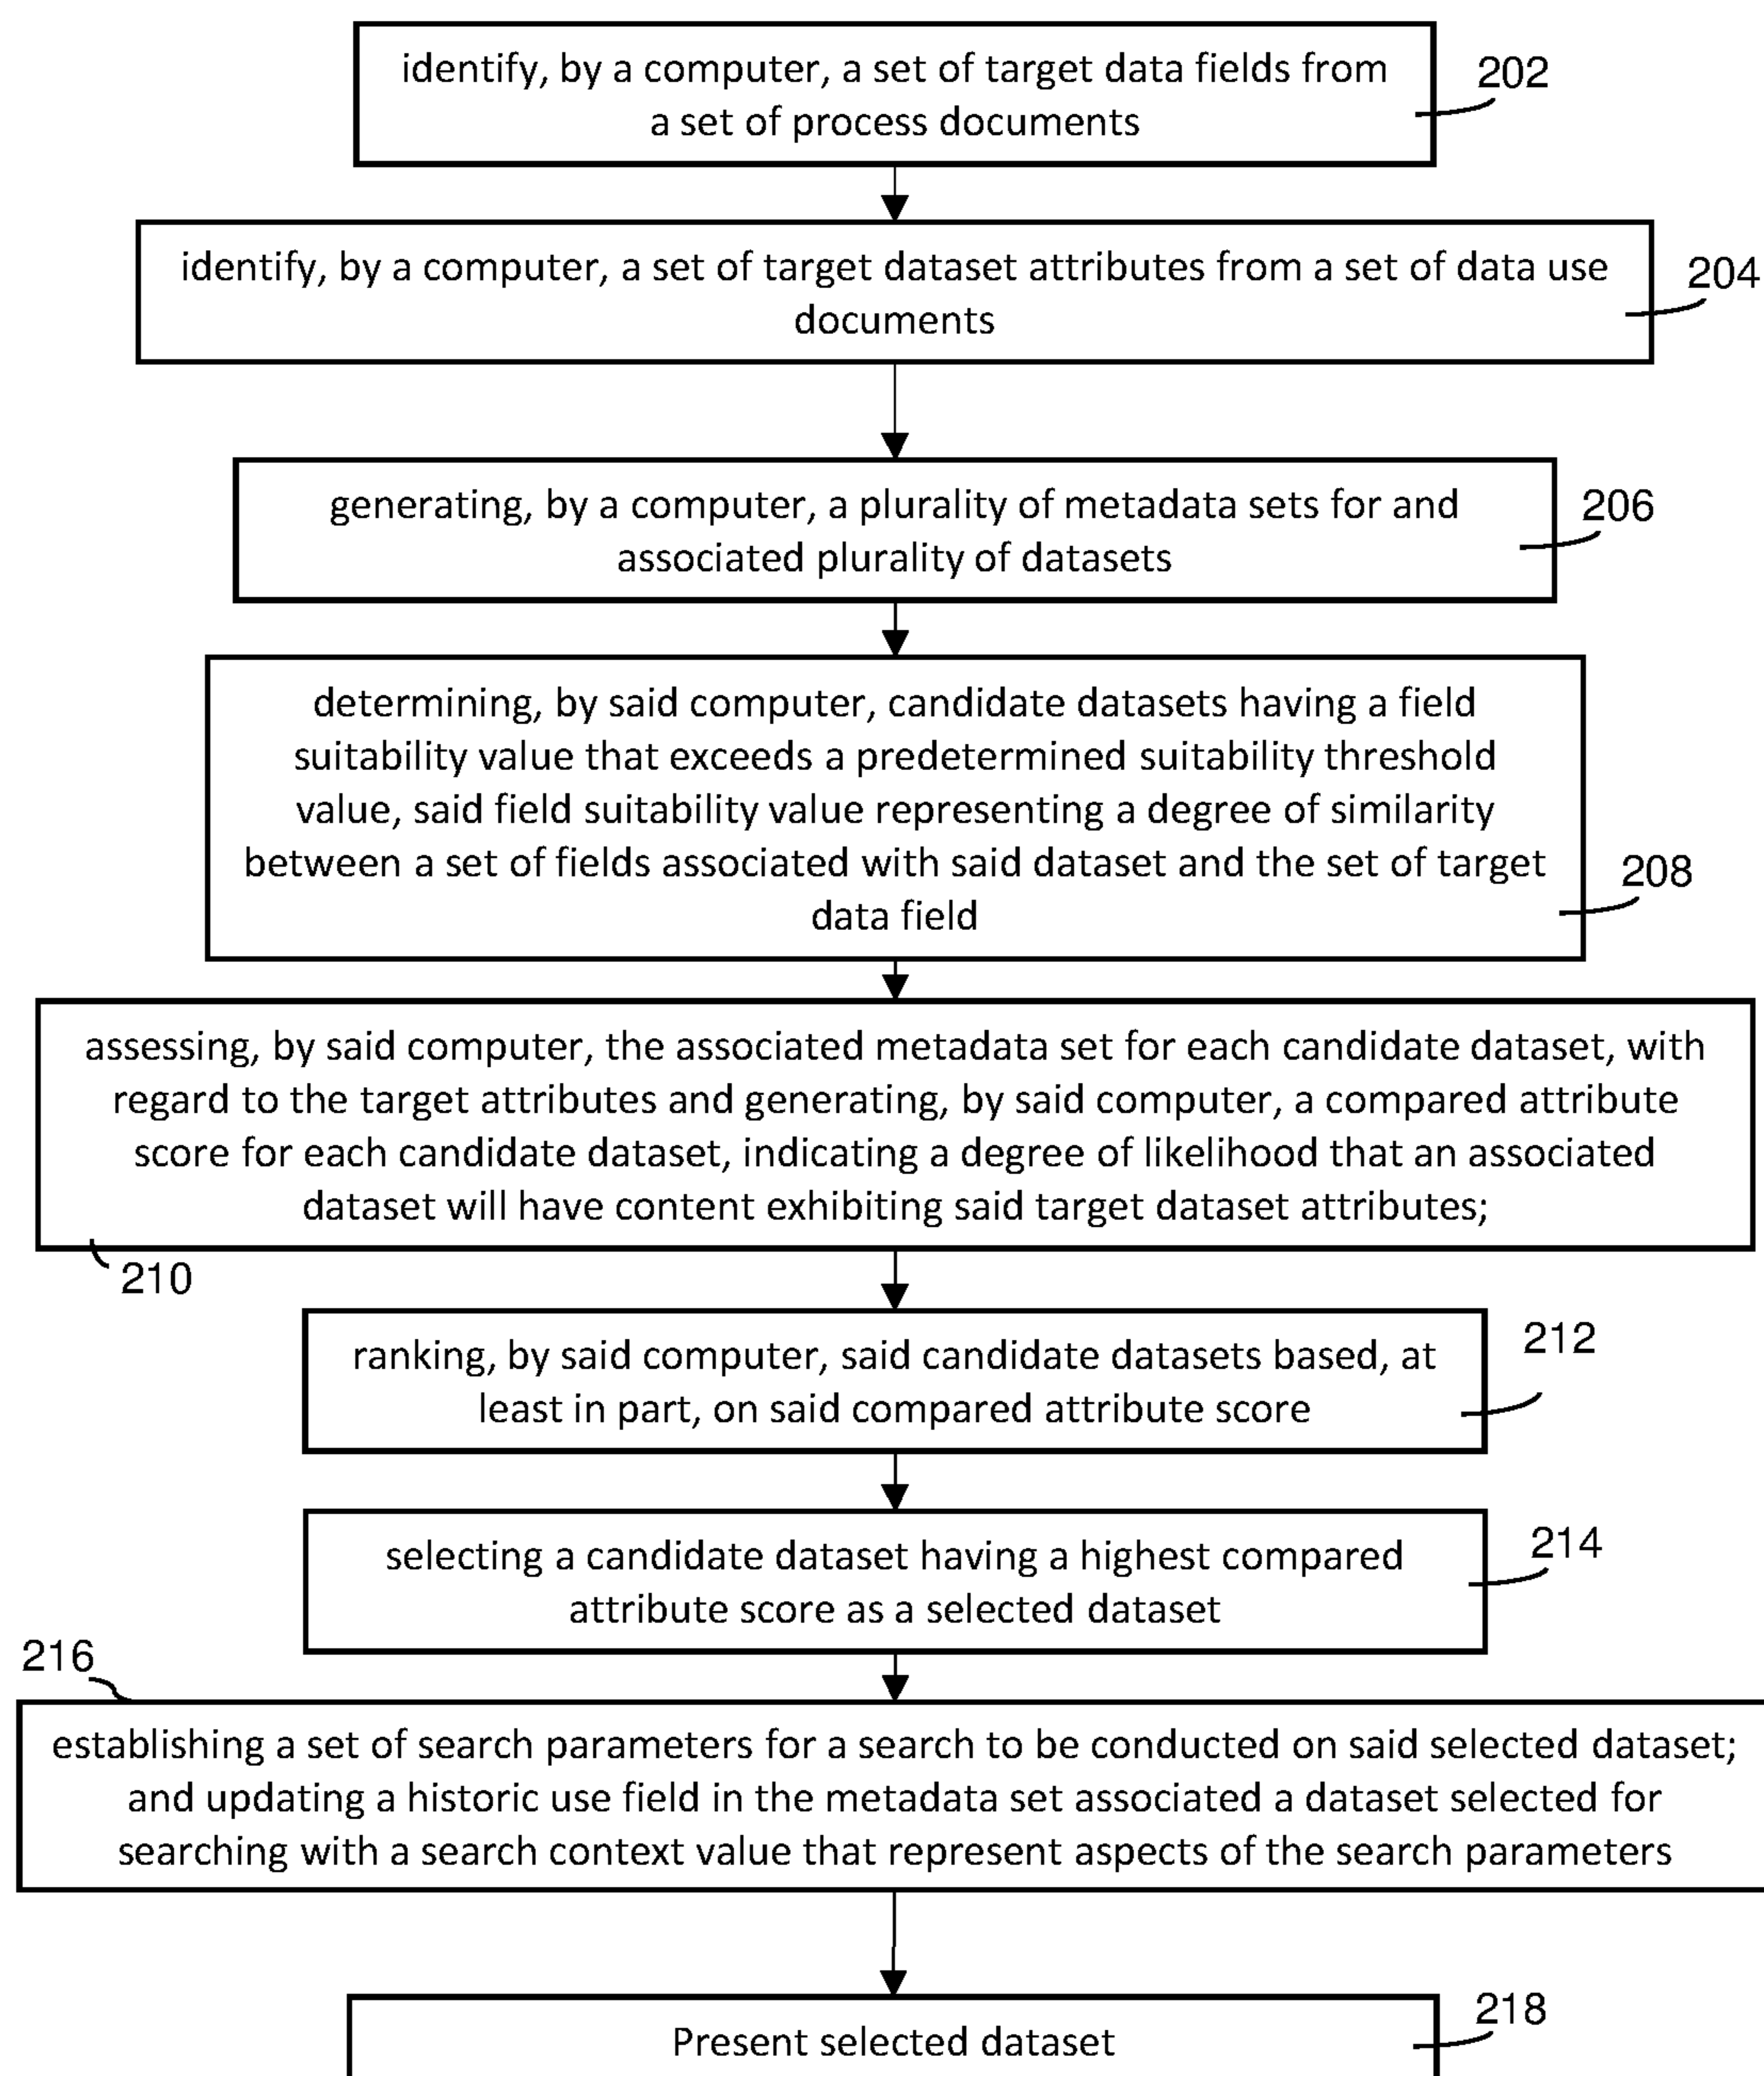 identify, by a computer, a set of target data fields from
a set of process documents
202
identify, by a computer, a set of target dataset attributes from a set of data use
documents
204
generating, by a computer, a plurality of metadata sets for and
associated plurality of datasets
206
determining, by said computer, candidate datasets having a field
suitability value that exceeds a predetermined suitability threshold
value, said field suitability value representing a degree of similarity
between a set of fields associated with said dataset and the set of target
data field
208
assessing, by said computer, the associated metadata set for each candidate dataset, with
regard to the target attributes and generating, by said computer, a compared attribute
score for each candidate dataset, indicating a degree of likelihood that an associated
dataset will have content exhibiting said target dataset attributes;
210
ranking, by said computer, said candidate datasets based, at
least in part, on said compared attribute score
212
selecting a candidate dataset having a highest compared
attribute score as a selected dataset
214
216
establishing a set of search parameters for a search to be conducted on said selected dataset;
and updating a historic use field in the metadata set associated a dataset selected for
searching with a search context value that represent aspects of the search parameters
Present selected dataset
218